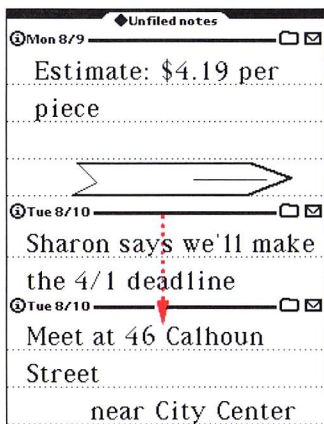 ◆Unfiled notes
Mon 8/9
Estimate: $4.19 per
piece
Tue 8/10
Sharon says we'll make
the 4/1 deadline
Tue 8/10
Meet at 46 Calhoun
Street
near City Center